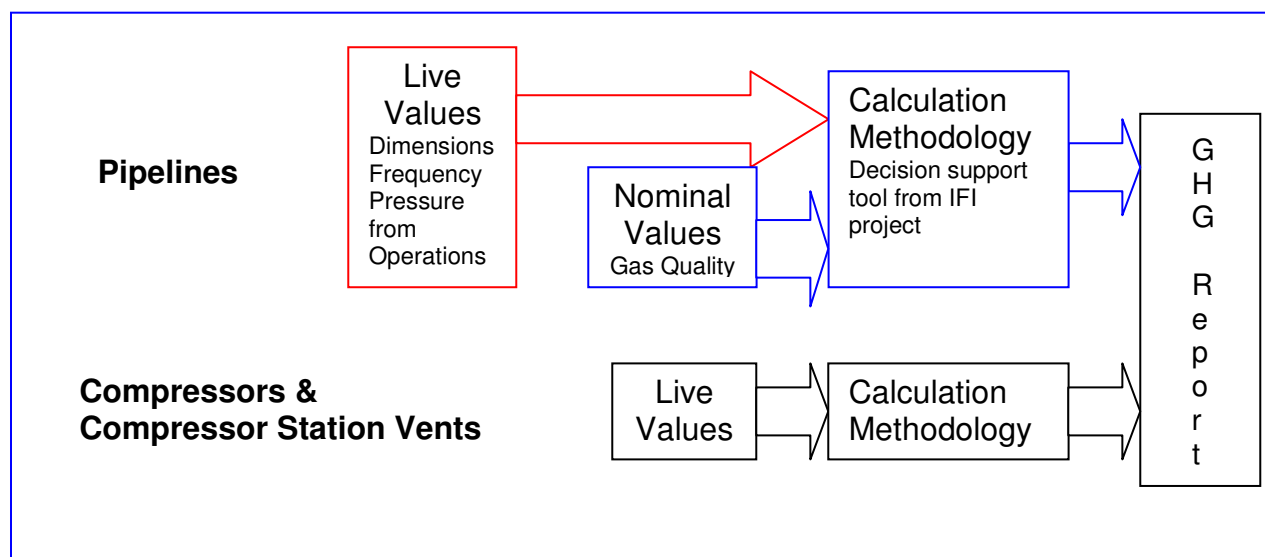 Pipelines
Live
Values
Dimensions
Frequency
Pressure
from
Operations
Nominal
Values
Gas Quality
Calculation
Methodology
Decision support
tool from IFI
project
Compressors &
Compressor Station Vents
Live
Values
Calculation
Methodology
G
H
G
R
e
p
o
r
t